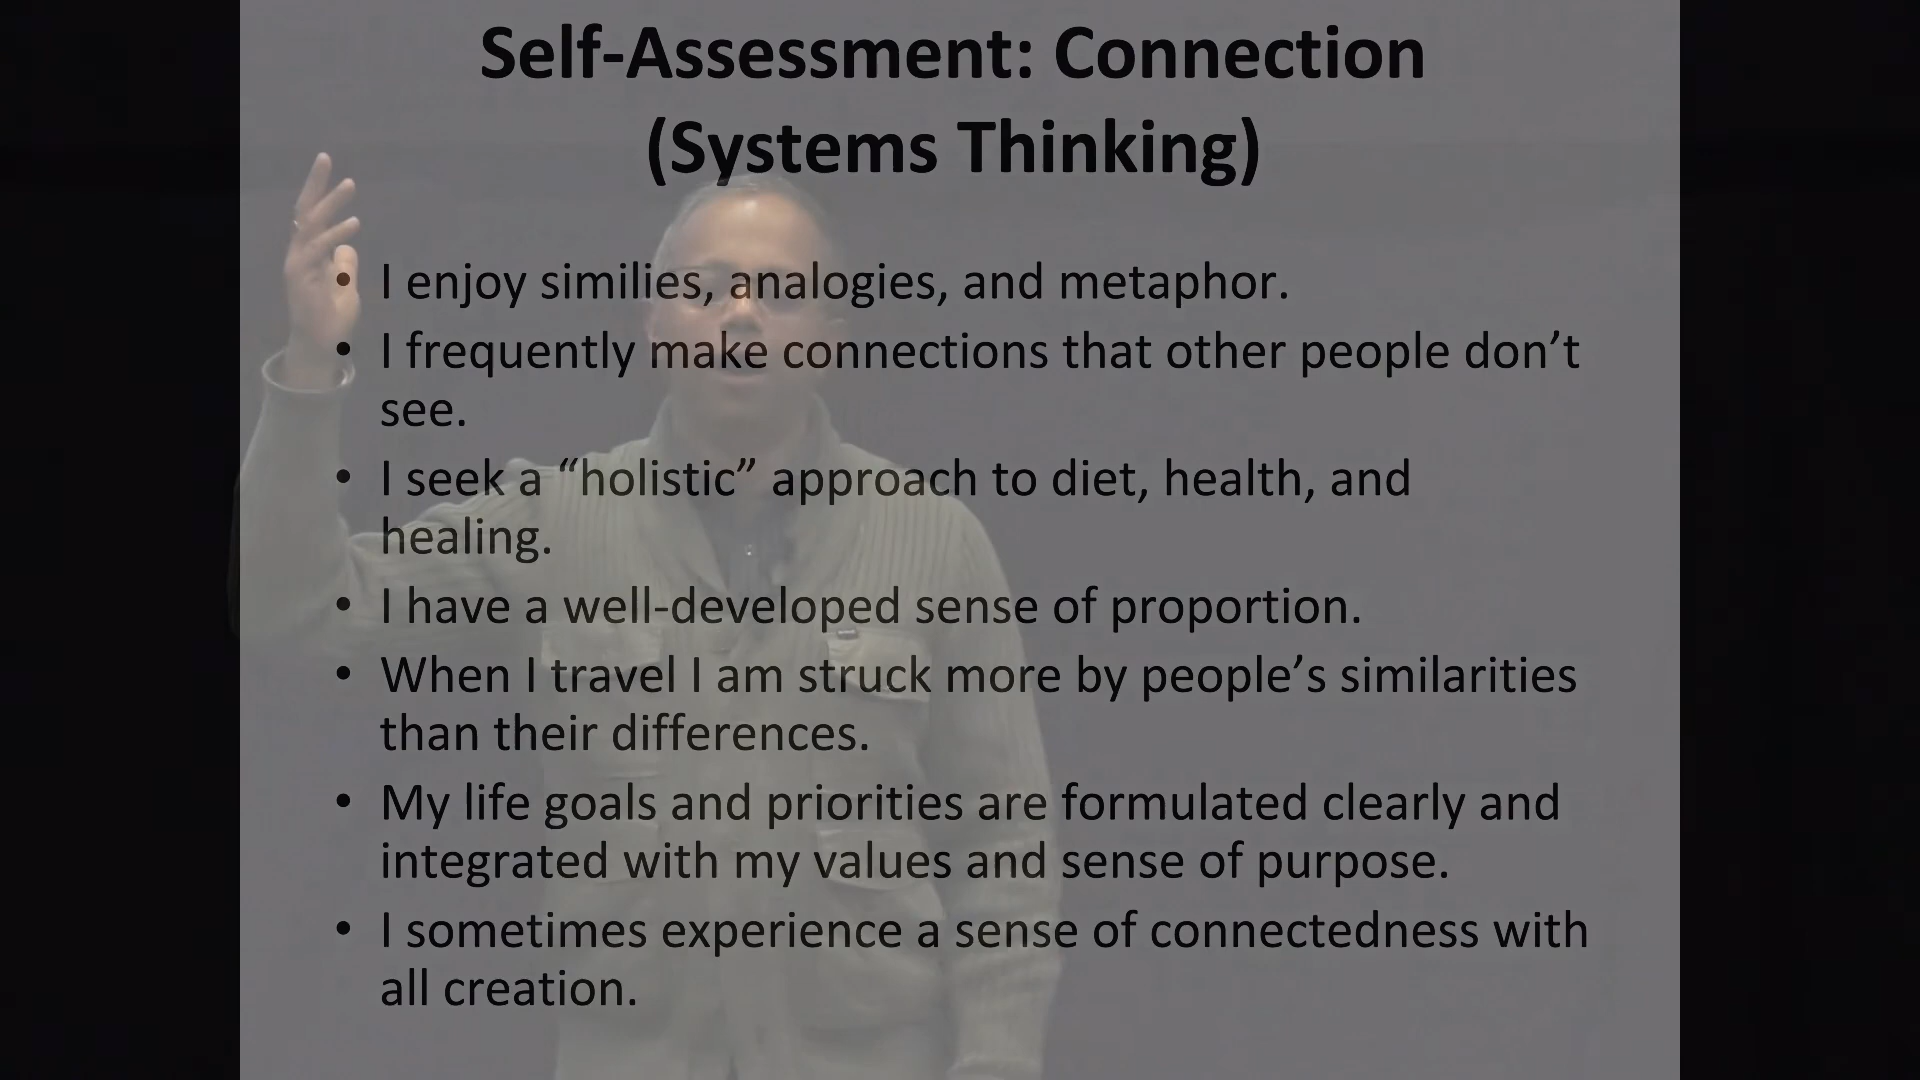 Self-Assessment: Connection
(Systems Thinking)
• I enjoy similies, analogies, and metaphor.
• I frequently make connections that other people don’t
see.
• I seek a “holistic” approach to diet, health, and
healing.
• I have a well-developed sense of proportion.
• When I travel I am struck more by people’s similarities
than their differences.
• My life goals and priorities are formulated clearly and
integrated with my values and sense of purpose.
• I sometimes experience a sense of connectedness with
all creation.